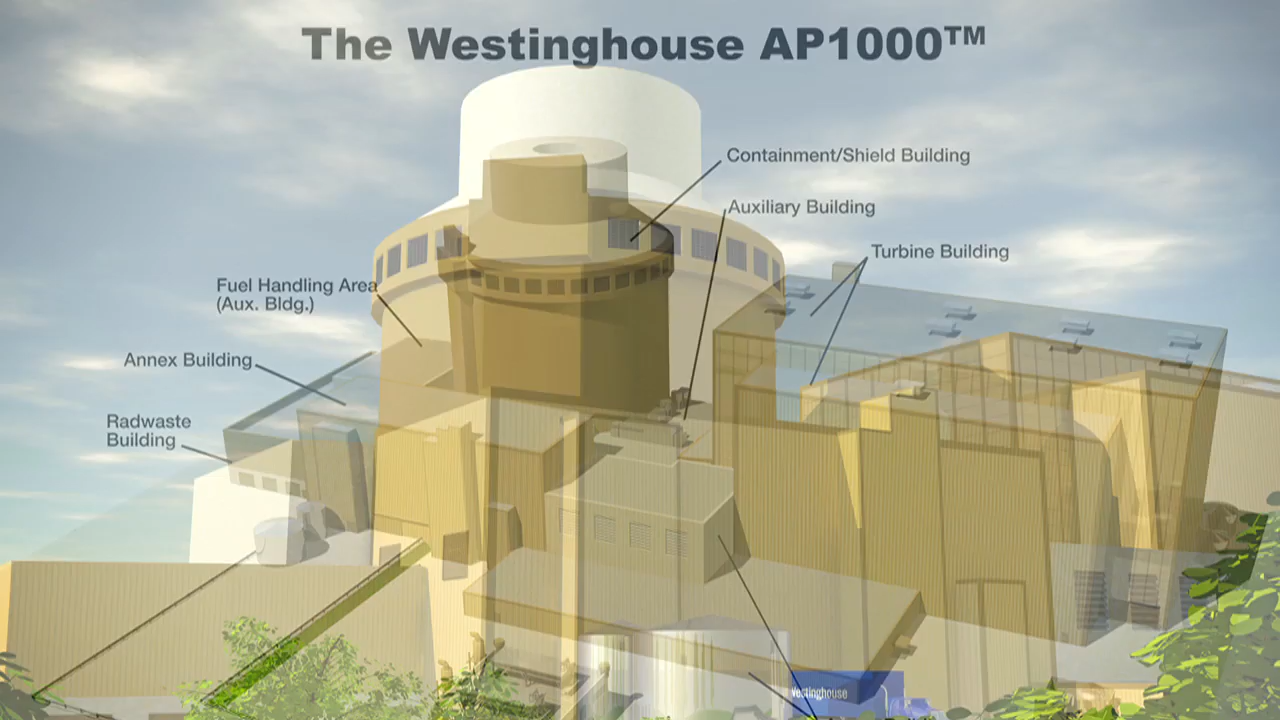 The Westinghouse AP1000™
Containment/Shield Building
Auxiliary Building
Turbine Building
Fuel Handling Area
(Aux. Bldg.)
Annex Building
Radwaste
Building
Westinghouse